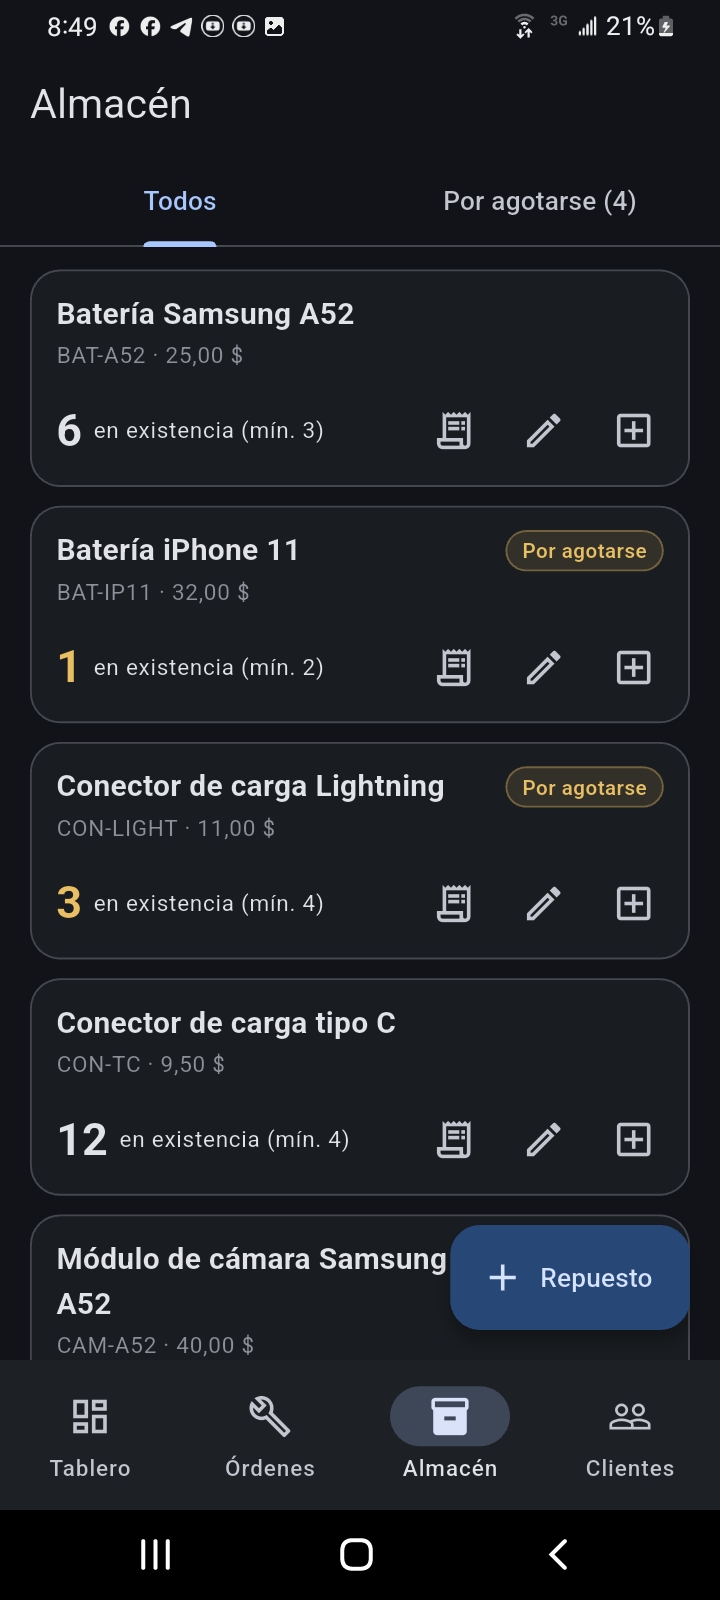 8:49
3G
21%
Almacén
Todos
Por agotarse (4)
Batería Samsung A52
BAT-A52 · 25,00 $
6 en existencia (mín. 3)
Batería iPhone 11
Por agotarse
BAT-IP11 · 32,00 $
1 en existencia (mín. 2)
Conector de carga Lightning
Por agotarse
CON-LIGHT · 11,00 $
3 en existencia (mín. 4)
Conector de carga tipo C
CON-TC · 9,50 $
12 en existencia (mín. 4)
Módulo de cámara Samsung
A52
CAM-A52 · 40,00 $
Repuesto
Tablero
Órdenes
Almacén
Clientes